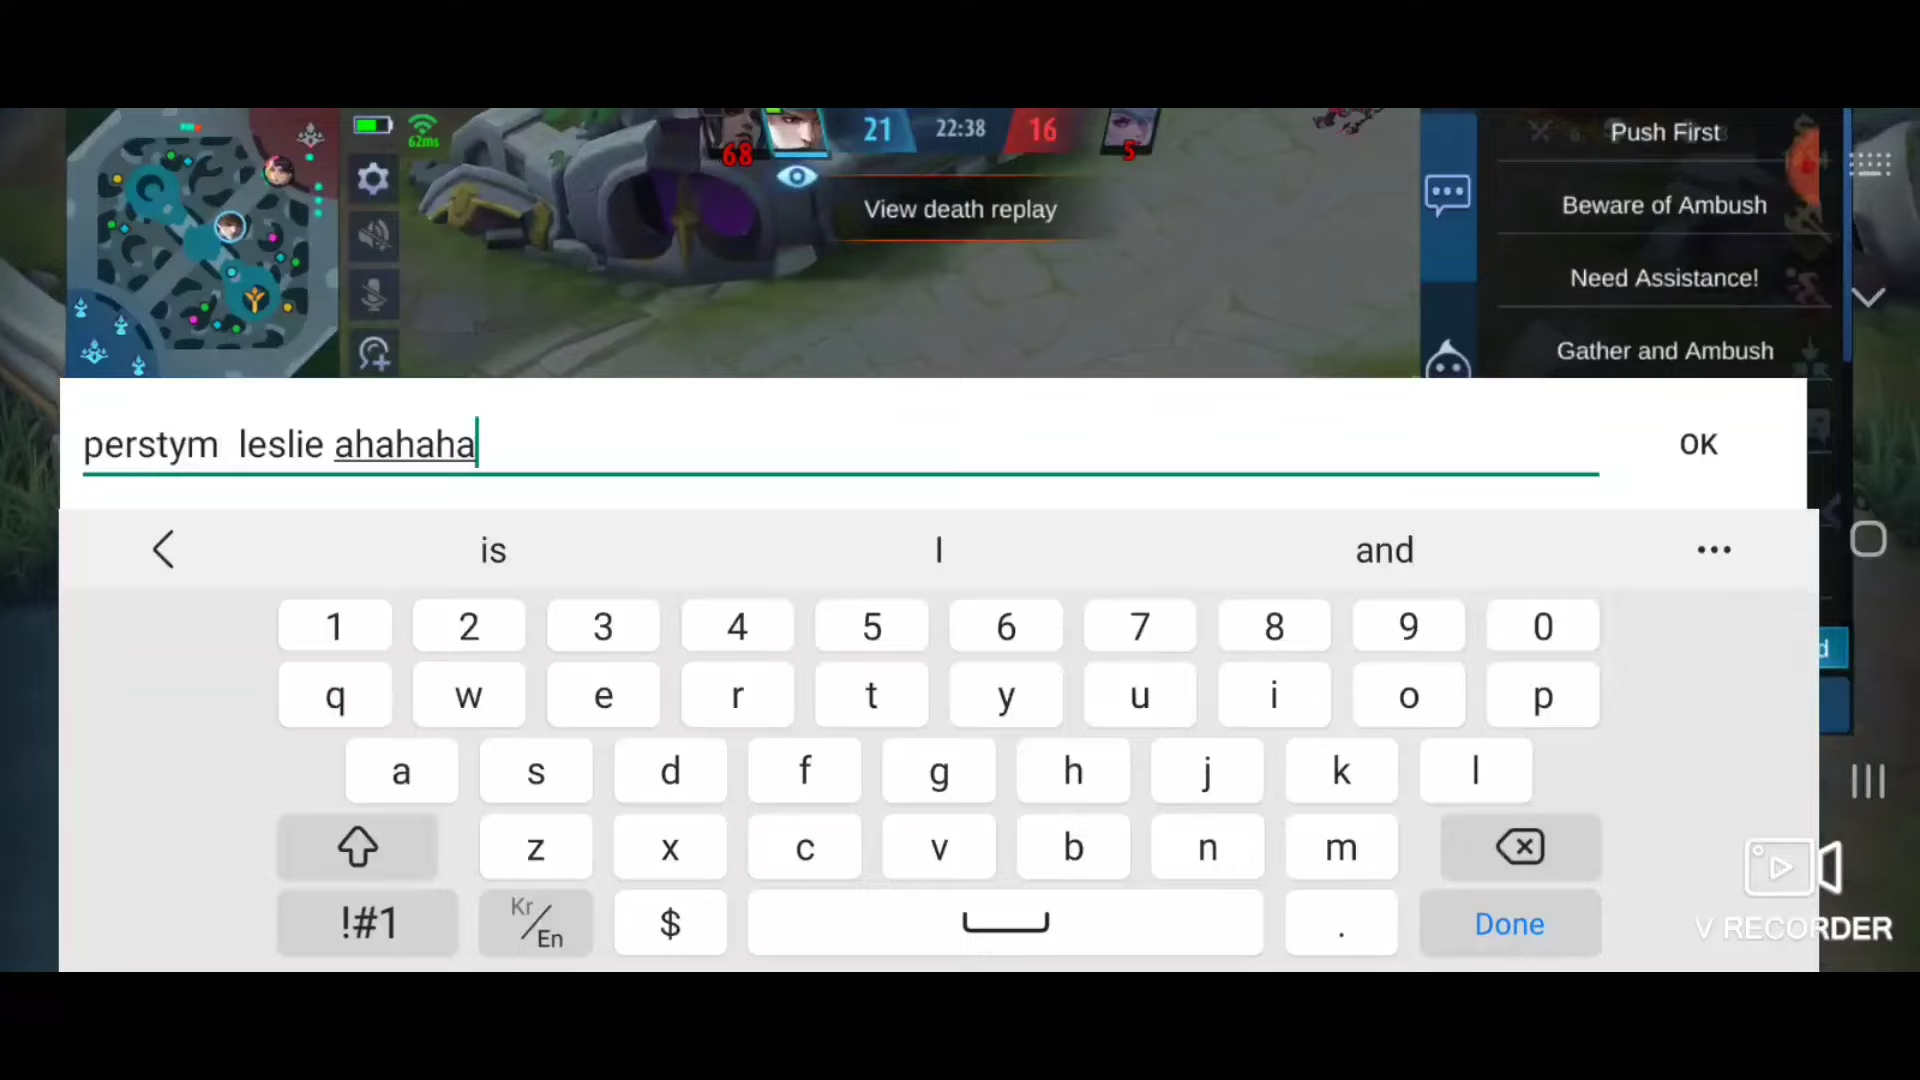 62ms
68
21
22:38
16
5
View death replay
Push First
Beware of Ambush
Need Assistance!
Gather and Ambush
perstym  leslie ahahaha
OK
is
I
and
1 2 3 4 5 6 7 8 9 0
q w e r t y u i o p
a s d f g h j k l
z x c v b n m
!#1
Kr/En
$
.
Done
V RECORDER